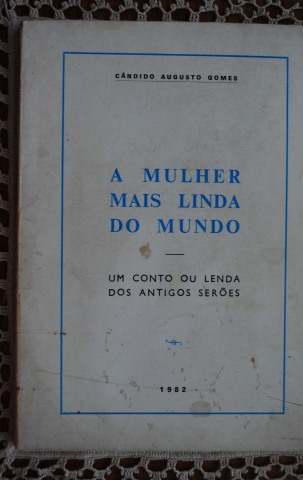 CÂNDIDO AUGUSTO GOMES
A MULHER
MAIS LINDA
DO MUNDO
UM CONTO OU LENDA
DOS ANTIGOS SERÕES
1982